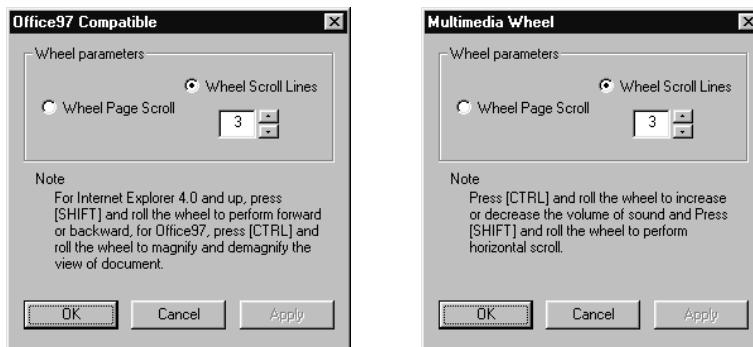 Office97 Compatible
Wheel parameters
Wheel Scroll Lines
Wheel Page Scroll
3
Note
For Internet Explorer 4.0 and up, press
[SHIFT] and roll the wheel to perform forward
or backward, for Office97, press [CTRL] and
roll the wheel to magnify and demagnify the
view of document.
OK
Cancel
Apply
Multimedia Wheel
Wheel parameters
Wheel Scroll Lines
Wheel Page Scroll
3
Note
Press [CTRL] and roll the wheel to increase
or decrease the volume of sound and Press
[SHIFT] and roll the wheel to perform
horizontal scroll.
OK
Cancel
Apply